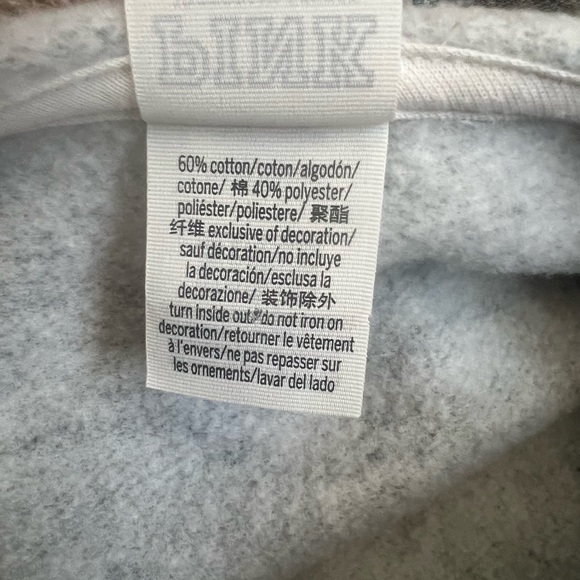 PINK
60% cotton/coton/algodón/
cotone/ 棉 40% polyester/
poliéster/poliestere/ 聚酯
纤维 exclusive of decoration/
sauf décoration/no incluye
la decoración/esclusa la
decorazione/ 装饰除外
turn inside out/do not iron on
decoration/retourner le vêtement
à l'envers/ne pas repasser sur
les ornements/lavar del lado